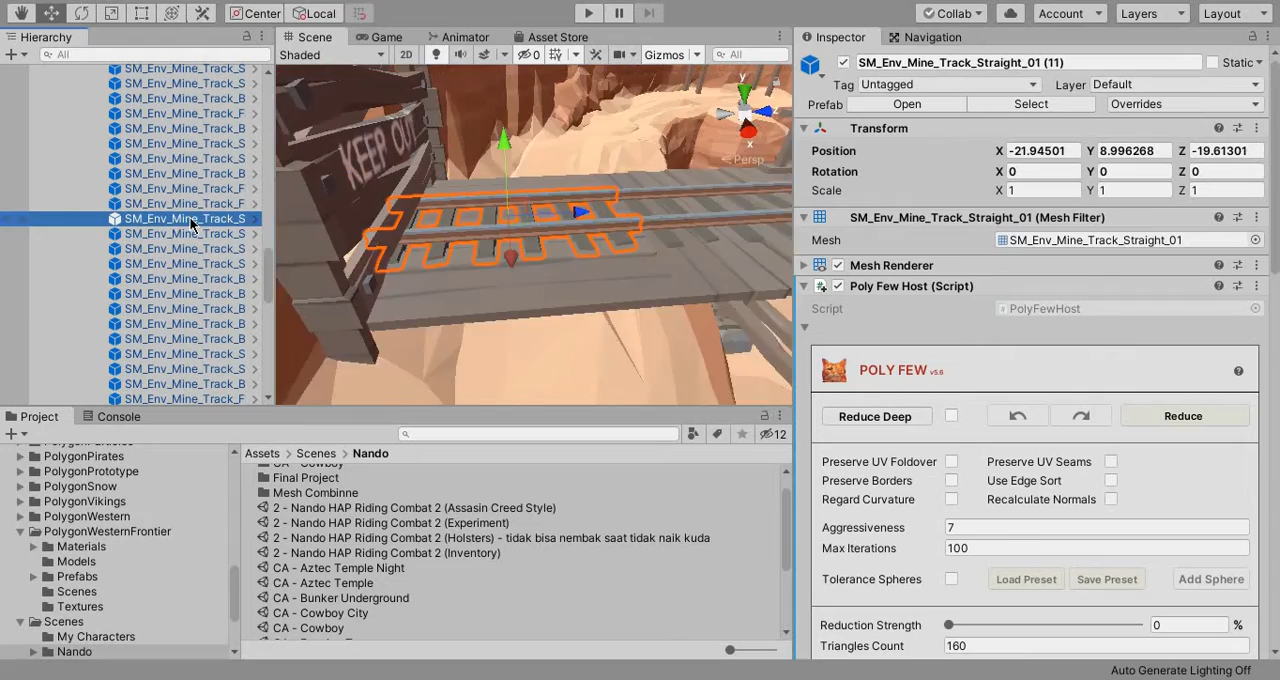 Center
Local
Collab
Account
Layers
Layout
Hierarchy
All
SM_Env_Mine_Track_S
SM_Env_Mine_Track_S
SM_Env_Mine_Track_B
SM_Env_Mine_Track_F
SM_Env_Mine_Track_B
SM_Env_Mine_Track_S
SM_Env_Mine_Track_S
SM_Env_Mine_Track_B
SM_Env_Mine_Track_F
SM_Env_Mine_Track_F
SM_Env_Mine_Track_S
SM_Env_Mine_Track_S
SM_Env_Mine_Track_S
SM_Env_Mine_Track_S
SM_Env_Mine_Track_B
SM_Env_Mine_Track_B
SM_Env_Mine_Track_B
SM_Env_Mine_Track_B
SM_Env_Mine_Track_B
SM_Env_Mine_Track_S
SM_Env_Mine_Track_S
SM_Env_Mine_Track_B
SM_Env_Mine_Track_F
Scene
Game
Animator
Asset Store
Shaded
2D
0
Gizmos
All
KEEP OUT
y
z
x
Persp
Inspector
Navigation
SM_Env_Mine_Track_Straight_01 (11)
Static
Tag Untagged
Layer Default
Prefab Open Select Overrides
Transform
Position X -21.94501 Y 8.996268 Z -19.61301
Rotation X 0 Y 0 Z 0
Scale X 1 Y 1 Z 1
SM_Env_Mine_Track_Straight_01 (Mesh Filter)
Mesh SM_Env_Mine_Track_Straight_01
Mesh Renderer
Poly Few Host (Script)
Script PolyFewHost
POLY FEW v5.6
Reduce Deep
Reduce
Preserve UV Foldover
Preserve UV Seams
Preserve Borders
Use Edge Sort
Regard Curvature
Recalculate Normals
Aggressiveness 7
Max Iterations 100
Tolerance Spheres
Load Preset
Save Preset
Add Sphere
Reduction Strength 0 %
Triangles Count 160
Project
Console
12
PolygonPirates
PolygonPrototype
PolygonSnow
PolygonVikings
PolygonWestern
PolygonWesternFrontier
Materials
Models
Prefabs
Scenes
Textures
Scenes
My Characters
Nando
Assets
Scenes
Nando
CA - Cowboy
Final Project
Mesh Combinne
2 - Nando HAP Riding Combat 2 (Assasin Creed Style)
2 - Nando HAP Riding Combat 2 (Experiment)
2 - Nando HAP Riding Combat 2 (Holsters) - tidak bisa nembak saat tidak naik kuda
2 - Nando HAP Riding Combat 2 (Inventory)
CA - Aztec Temple Night
CA - Aztec Temple
CA - Bunker Underground
CA - Cowboy City
CA - Cowboy
Auto Generate Lighting Off